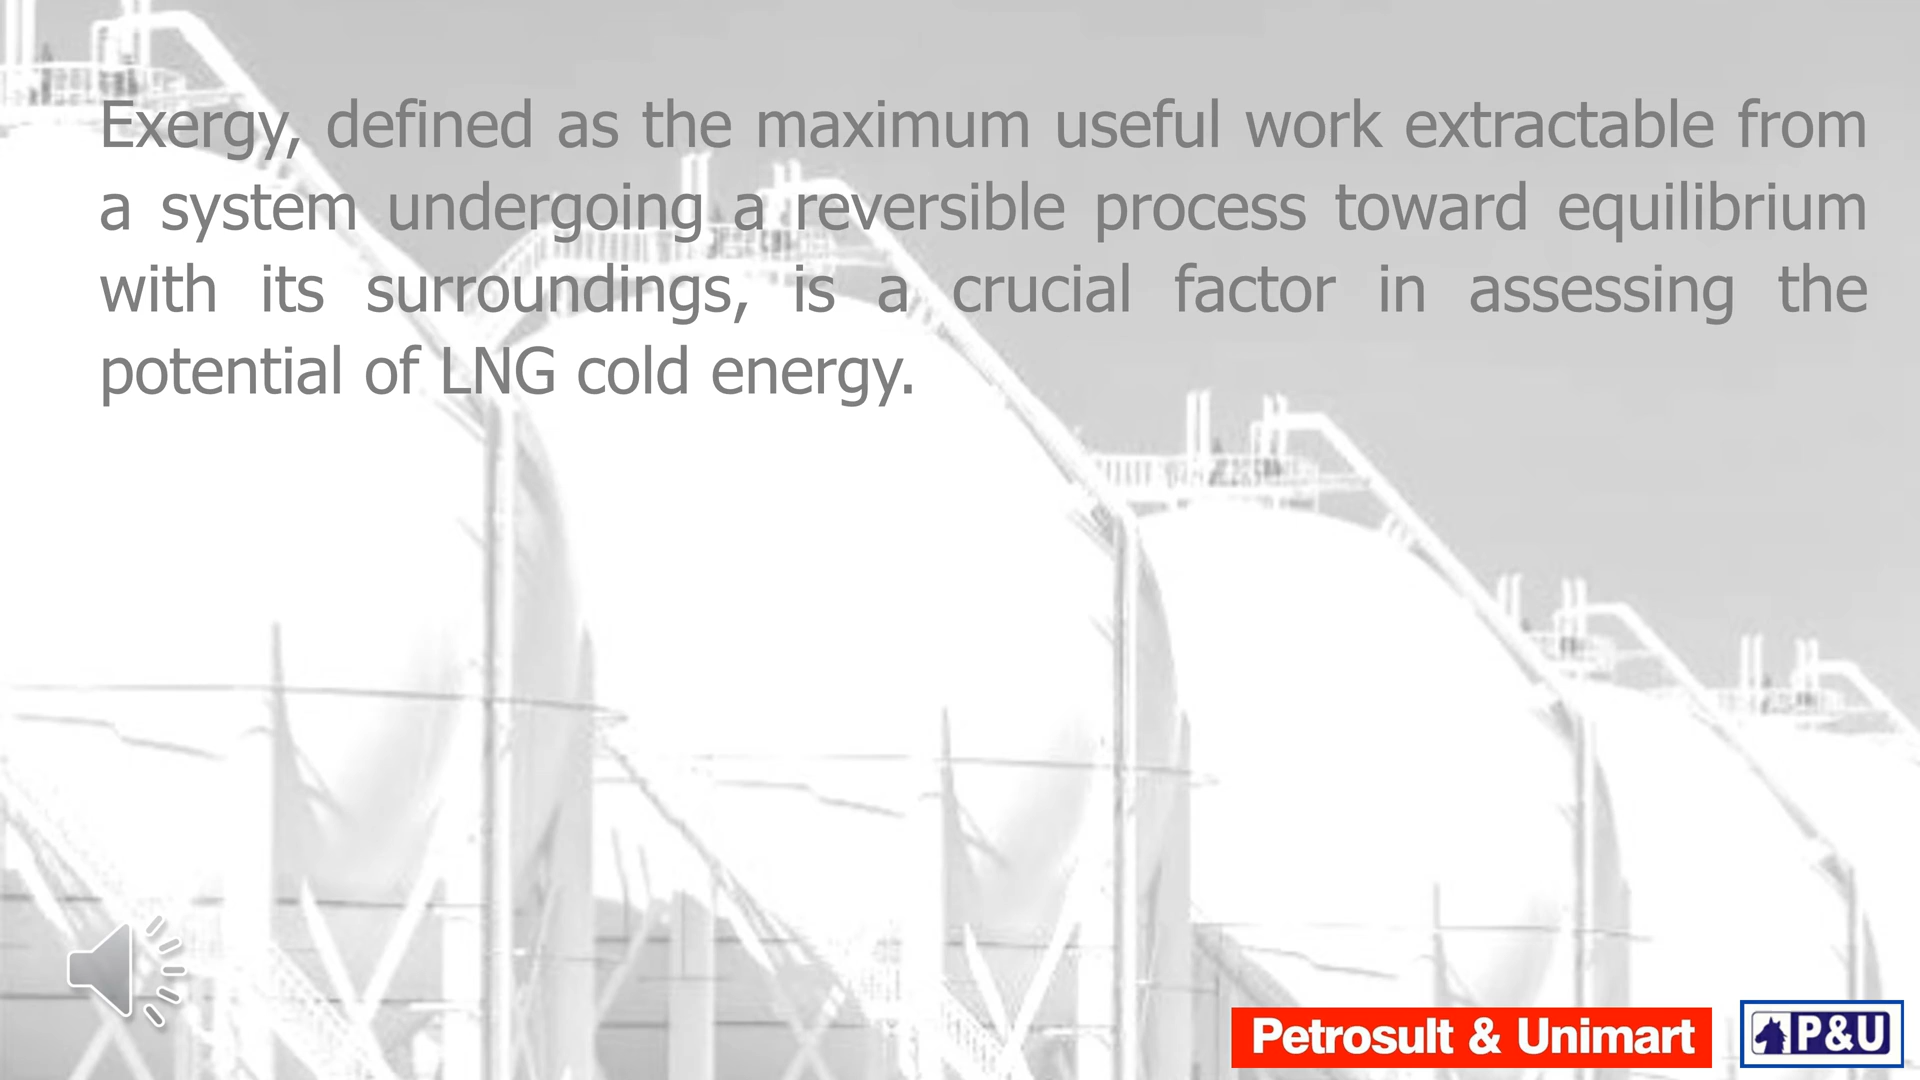 Exergy, defined as the maximum useful work extractable from
a system undergoing a reversible process toward equilibrium
with its surroundings, is a crucial factor in assessing the
potential of LNG cold energy.
Petrosult & Unimart
P&U